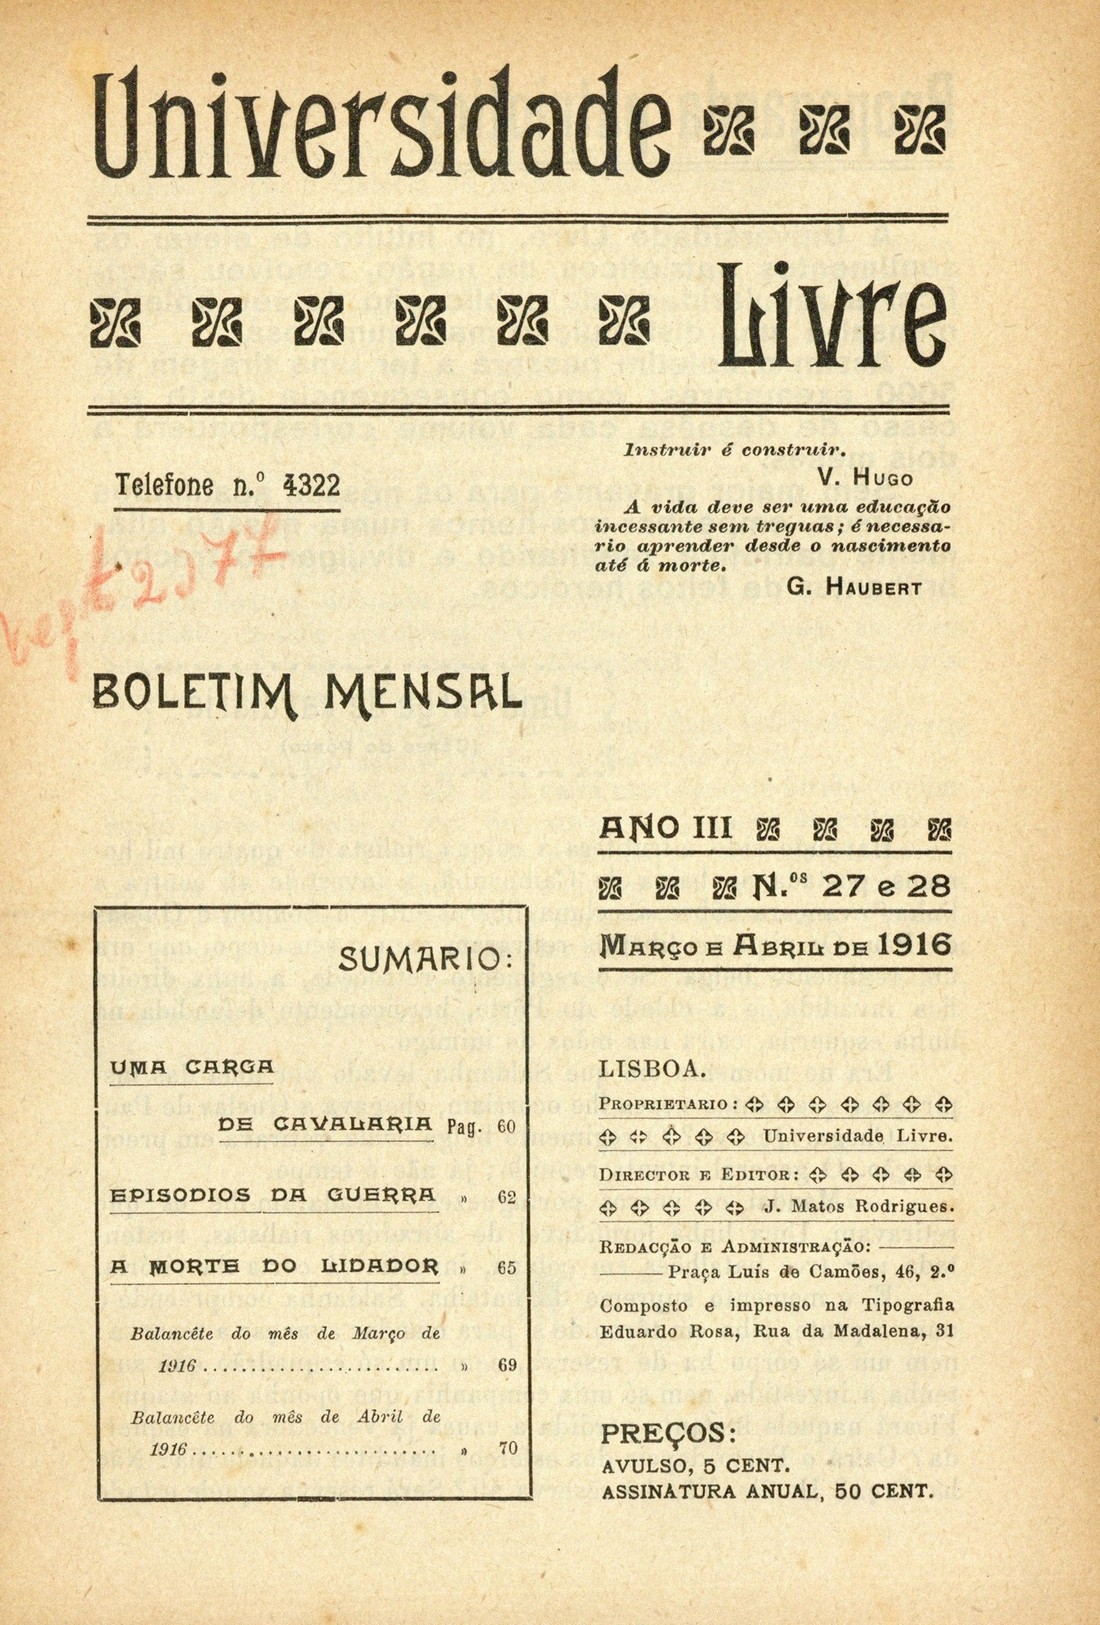 Universidade
Livre
Telefone n.º 4322
Instruir é construir.
V. Hugo
A vida deve ser uma educação
incessante sem treguas; é necessa-
rio aprender desde o nascimento
até á morte.
G. Haubert
BOLETIM MENSAL
ANO III
N.os 27 e 28
Março e Abril de 1916
SUMARIO:
UMA CARGA
DE CAVALARIA Pag. 60
EPISODIOS DA GUERRA » 62
A MORTE DO LIDADOR » 65
Balancête do mês de Março de
1916 ........................ » 69
Balancête do mês de Abril de
1916 ......................... » 70
LISBOA.
Proprietario:
Universidade Livre.
Director e Editor:
J. Matos Rodrigues.
Redacção e Administração:
Praça Luís de Camões, 46, 2.º
Composto e impresso na Tipografia
Eduardo Rosa, Rua da Madalena, 31
PREÇOS:
AVULSO, 5 CENT.
ASSINATURA ANUAL, 50 CENT.